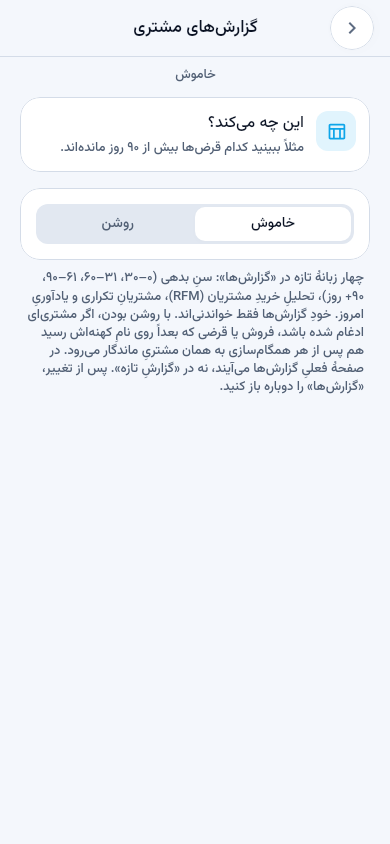 گزارش‌های مشتری
خاموش
این چه می‌کند؟
مثلاً ببینید کدام قرض‌ها بیش از ۹۰ روز مانده‌اند.
خاموش
روشن
چهار زبانهٔ تازه در «گزارش‌ها»: سنِ بدهی (۰–۳۰، ۳۱–۶۰، ۶۱–۹۰،
۹۰+ روز)، تحلیلِ خریدِ مشتریان (RFM)، مشتریانِ تکراری و یادآوریِ
امروز. خودِ گزارش‌ها فقط خواندنی‌اند. با روشن بودن، اگر مشتری‌ای
ادغام شده باشد، فروش یا قرضی که بعداً روی نامِ کهنه‌اش رسید
هم پس از هر همگام‌سازی به همان مشتریِ ماندگار می‌رود. در
صفحهٔ فعلیِ گزارش‌ها می‌آیند، نه در «گزارشِ تازه». پس از تغییر،
«گزارش‌ها» را دوباره باز کنید.